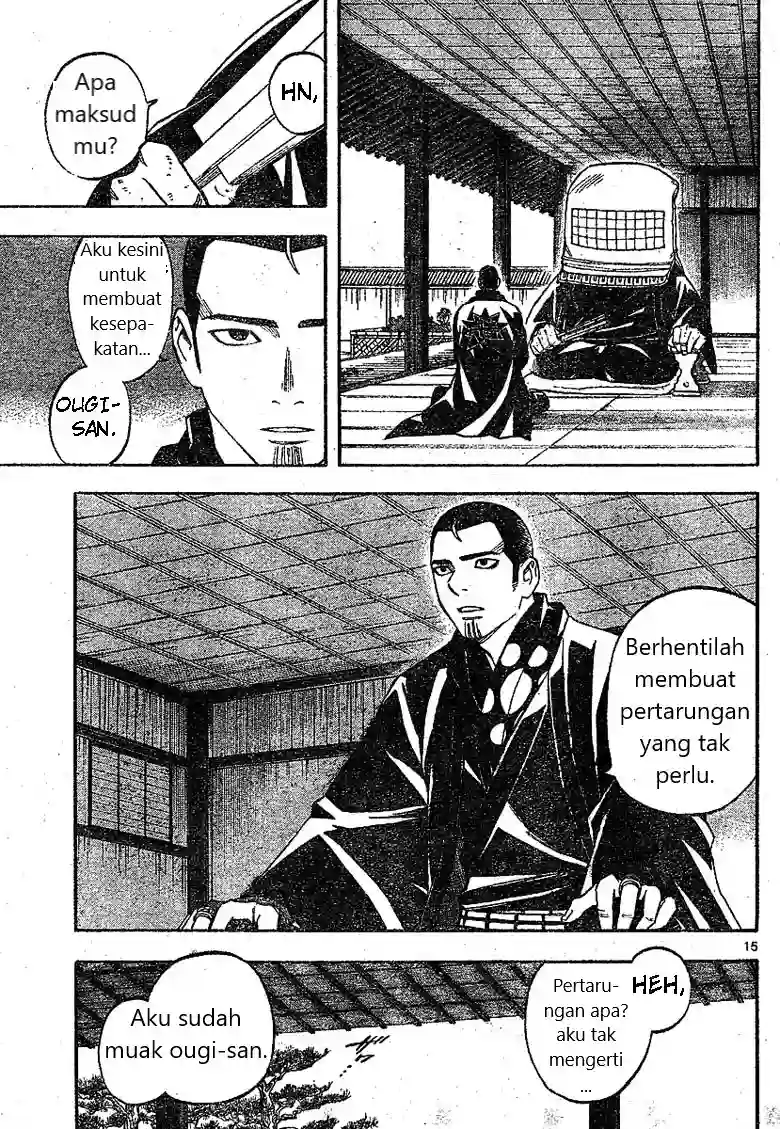 HN,
Apa
maksud
mu?
Aku kesini
untuk
membuat
kesepa-
katan...
OUGI-
SAN.
Berhentilah
membuat
pertarungan
yang tak
perlu.
15
HEH,
Pertaru-
ngan apa?
aku tak
mengerti
...
Aku sudah
muak ougi-san.